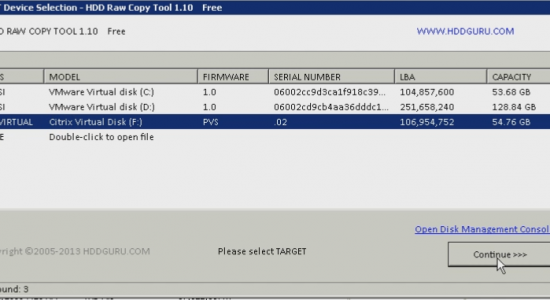 T Device Selection - HDD Raw Copy Tool 1.10 Free
D RAW COPY TOOL 1.10 Free WWW.HDDGURU.COM
S MODEL FIRMWARE SERIAL NUMBER LBA CAPACITY
SI VMware Virtual disk (C:) 1.0 06002cc9d3ca1f918c39... 104,857,600 53.68 GB
SI VMware Virtual disk (D:) 1.0 06002cd9cb4aa36dddc1... 251,658,240 128.84 GB
VIRTUAL Citrix Virtual Disk (F:) PVS .02 106,954,752 54.76 GB
E Double-click to open file
Open Disk Management Consol
right ©2005-2013 HDDGURU.COM Please select TARGET Continue >>>
ound: 3